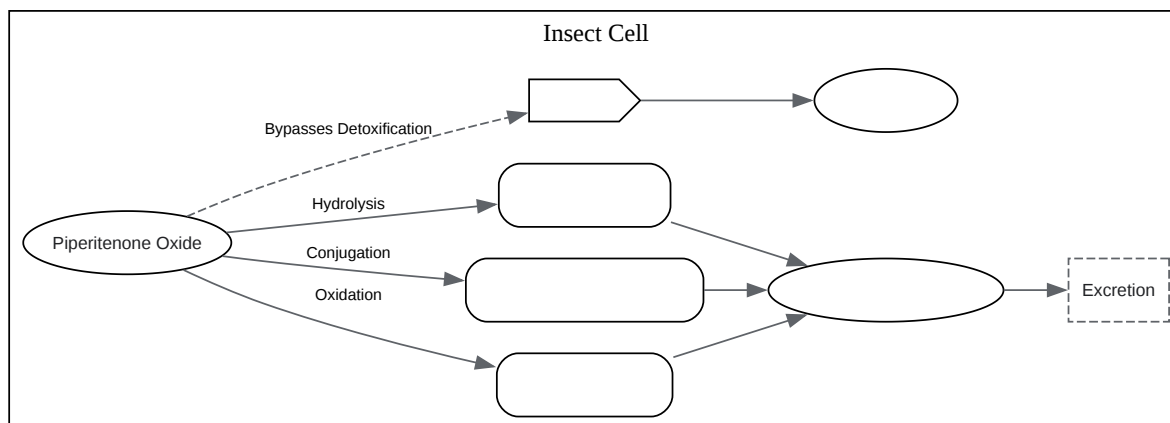 Insect Cell
Bypasses Detoxification
Hydrolysis
Piperitenone Oxide
Conjugation
Oxidation
Excretion